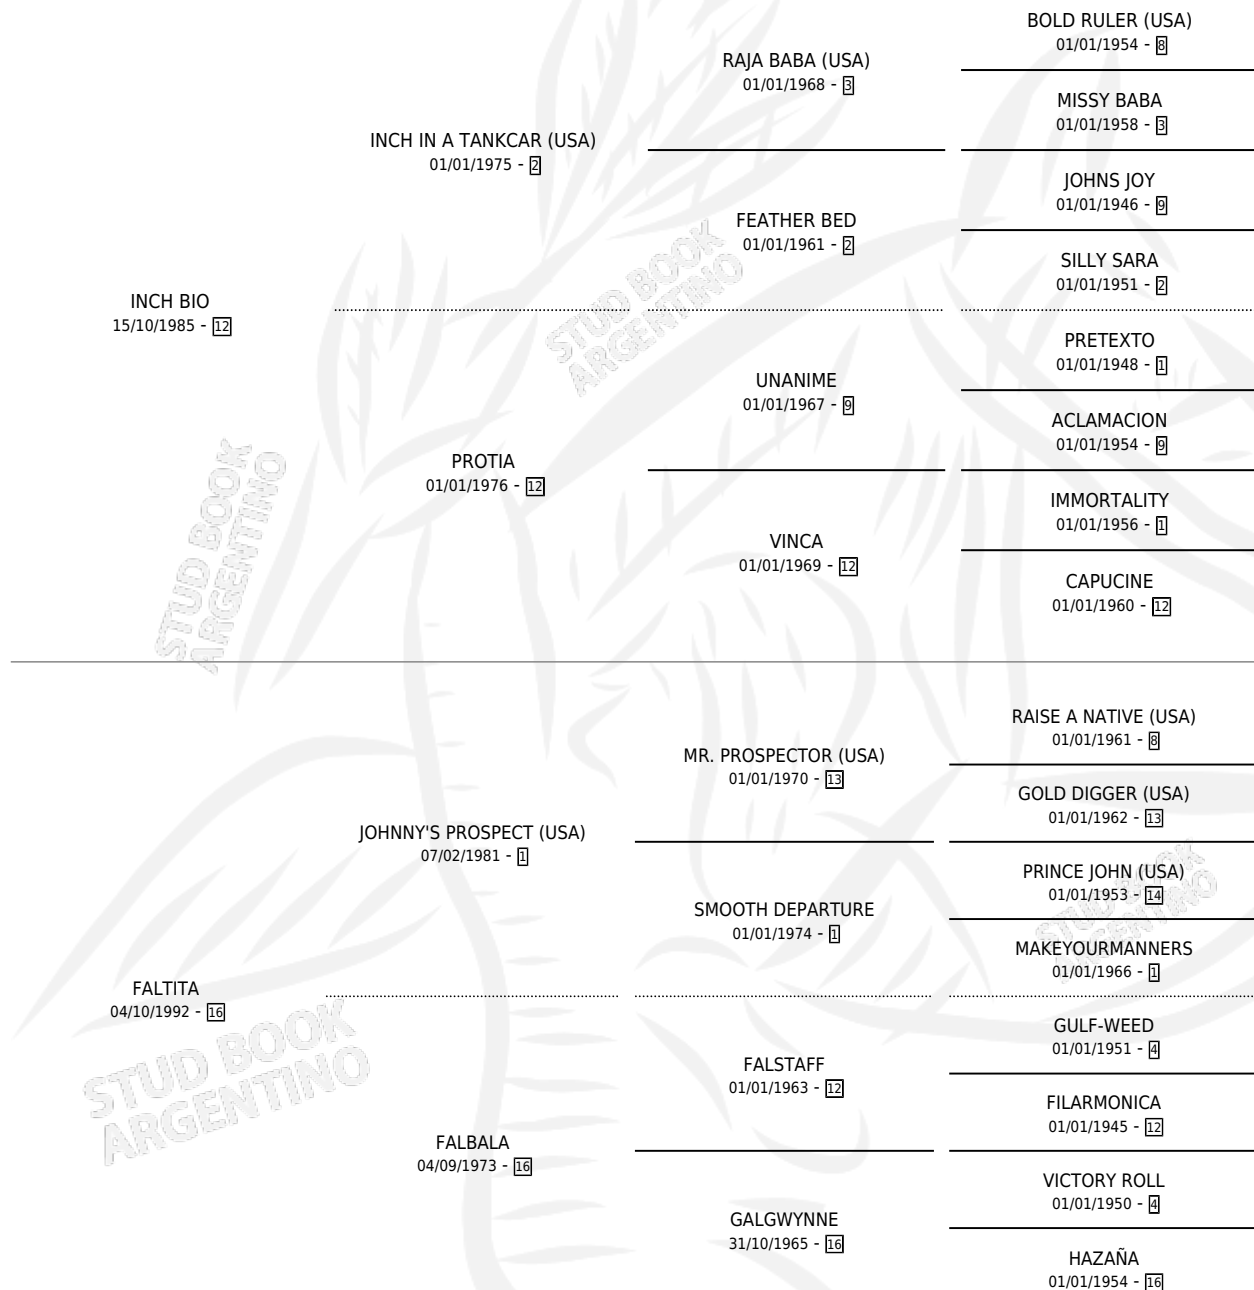 BOLD RULER (USA)
01/01/1954 - 8
RAJA BABA (USA)
01/01/1968 - 3
MISSY BABA
01/01/1958 - 3
INCH IN A TANKCAR (USA)
01/01/1975 - 2
JOHNS JOY
01/01/1946 - 9
FEATHER BED
01/01/1961 - 2
SILLY SARA
01/01/1951 - 2
INCH BIO
15/10/1985 - 12
PRETEXTO
01/01/1948 - 1
UNANIME
01/01/1967 - 9
ACLAMACION
01/01/1954 - 9
PROTIA
01/01/1976 - 12
IMMORTALITY
01/01/1956 - 1
VINCA
01/01/1969 - 12
CAPUCINE
01/01/1960 - 12
RAISE A NATIVE (USA)
01/01/1961 - 8
MR. PROSPECTOR (USA)
01/01/1970 - 13
GOLD DIGGER (USA)
01/01/1962 - 13
JOHNNY'S PROSPECT (USA)
07/02/1981 - 1
PRINCE JOHN (USA)
01/01/1953 - 14
SMOOTH DEPARTURE
01/01/1974 - 1
MAKEYOURMANNERS
01/01/1966 - 1
FALTITA
04/10/1992 - 16
GULF-WEED
01/01/1951 - 4
FALSTAFF
01/01/1963 - 12
FILARMONICA
01/01/1945 - 12
FALBALA
04/09/1973 - 16
VICTORY ROLL
01/01/1950 - 4
GALGWYNNE
31/10/1965 - 16
HAZAÑA
01/01/1954 - 16
STUD BOOK
ARGENTINO
STUD BOOK
ARGENTINO
STUD BOOK
ARGENTINO
STUD BOOK
ARGENTINO